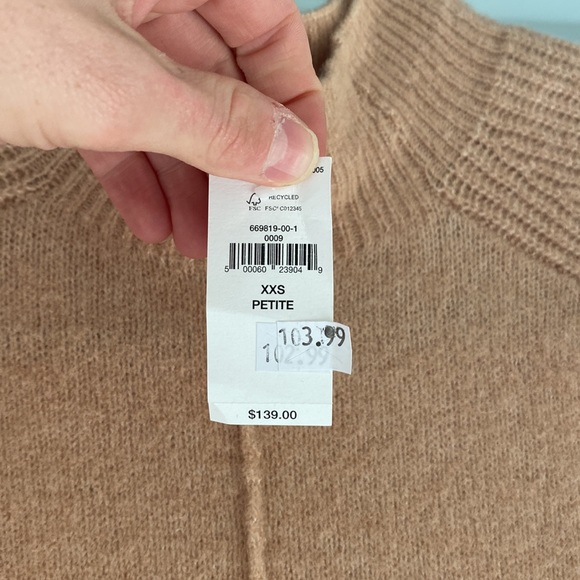 005
RECYCLED
FSC FSC® C012345
669819-00-1
0009
5 00060 23904 9
XXS
PETITE
103.99
102.99
$139.00